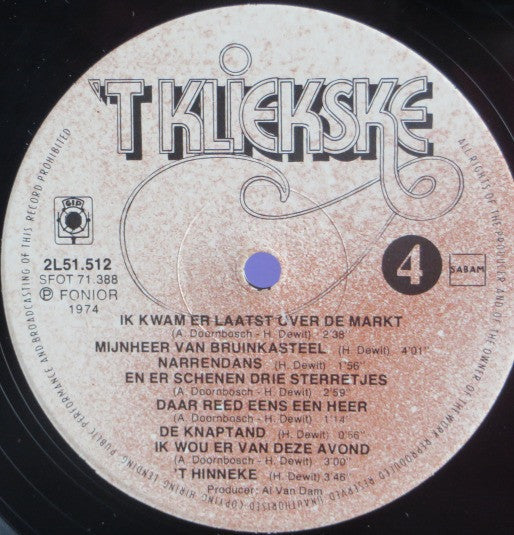 'T KLIEKSKE
GIP
2L51.512
SFOT 71.388
Ⓟ FONIOR
1974
4
SABAM
IK KWAM ER LAATST OVER DE MARKT
(A. Doornbosch - H. Dewit) 2'38
MIJNHEER VAN BRUINKASTEEL (H. Dewit) 4'01"
NARRENDANS (H. Dewit) 1'56"
EN ER SCHENEN DRIE STERRETJES
(A. Doornbosch - H. Dewit) 2'59"
DAAR REED EENS EEN HEER
(A. Doornbosch - H. Dewit) 1'14"
DE KNAPTAND (H. Dewit) 0'56"
IK WOU ER VAN DEZE AVOND
(A. Doornbosch - H. Dewit) 3'00"
'T HINNEKE (H. Dewit) 3'46"
Producer: Al Van Dam
ALL RIGHTS OF THE PRODUCER AND OF THE OWNER OF THE WORK REPRODUCED RESERVED UNAUTHORISED COPYING HIRING LENDING PUBLIC PERFORMANCE AND BROADCASTING OF THIS RECORD PROHIBITED